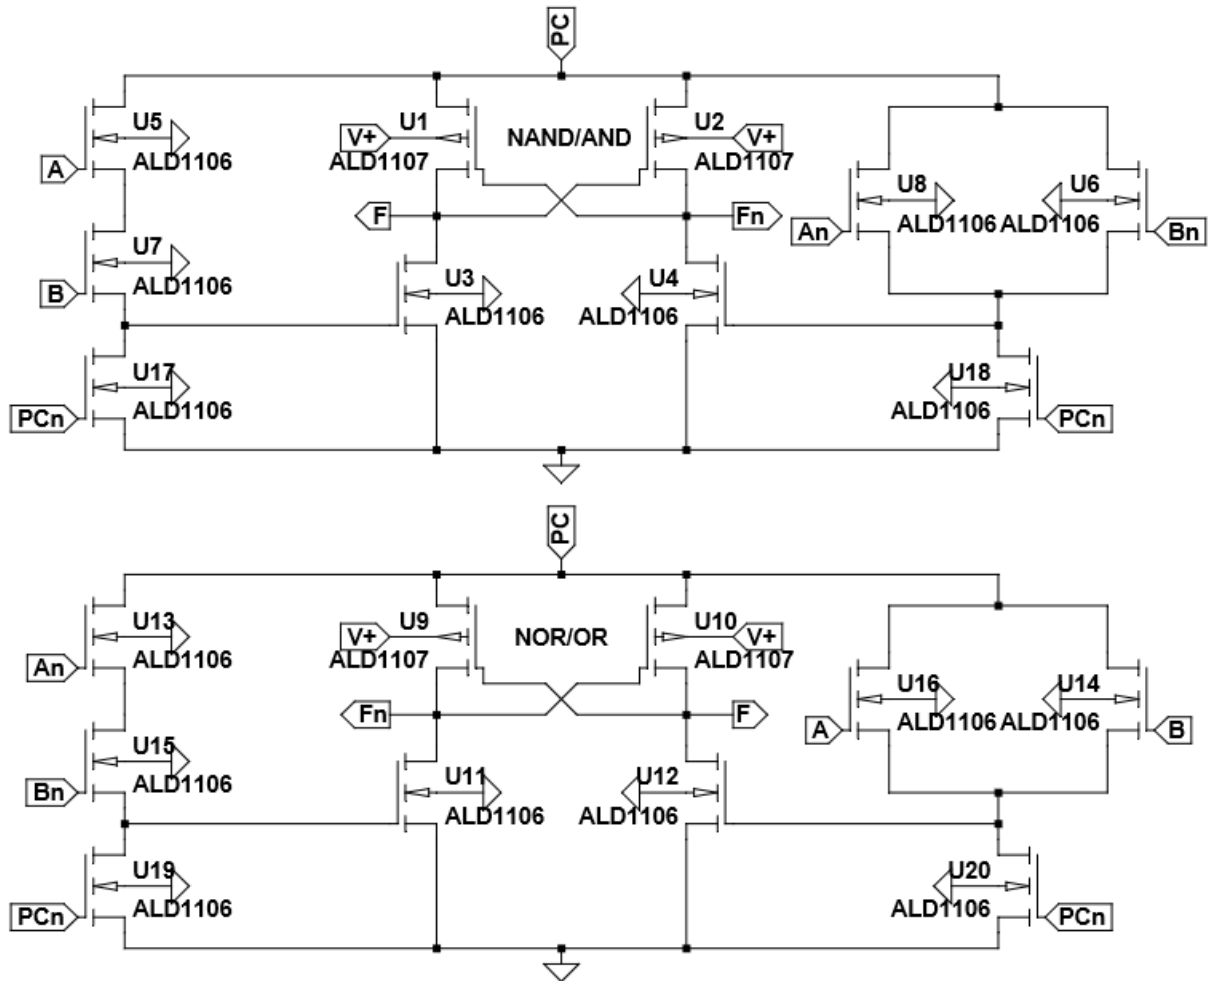 PC
U5
U1
V+
NAND/AND
U2
V+
ALD1106
ALD1107
ALD1107
A
U8
U6
F
Fn
An
ALD1106
ALD1106
Bn
U7
B
ALD1106
U3
U4
ALD1106
ALD1106
U17
U18
PCn
ALD1106
ALD1106
PCn
PC
U13
U9
V+
NOR/OR
U10
V+
ALD1106
ALD1107
ALD1107
An
U16
U14
Fn
F
A
ALD1106
ALD1106
B
U15
Bn
ALD1106
U11
U12
ALD1106
ALD1106
U19
U20
PCn
ALD1106
ALD1106
PCn